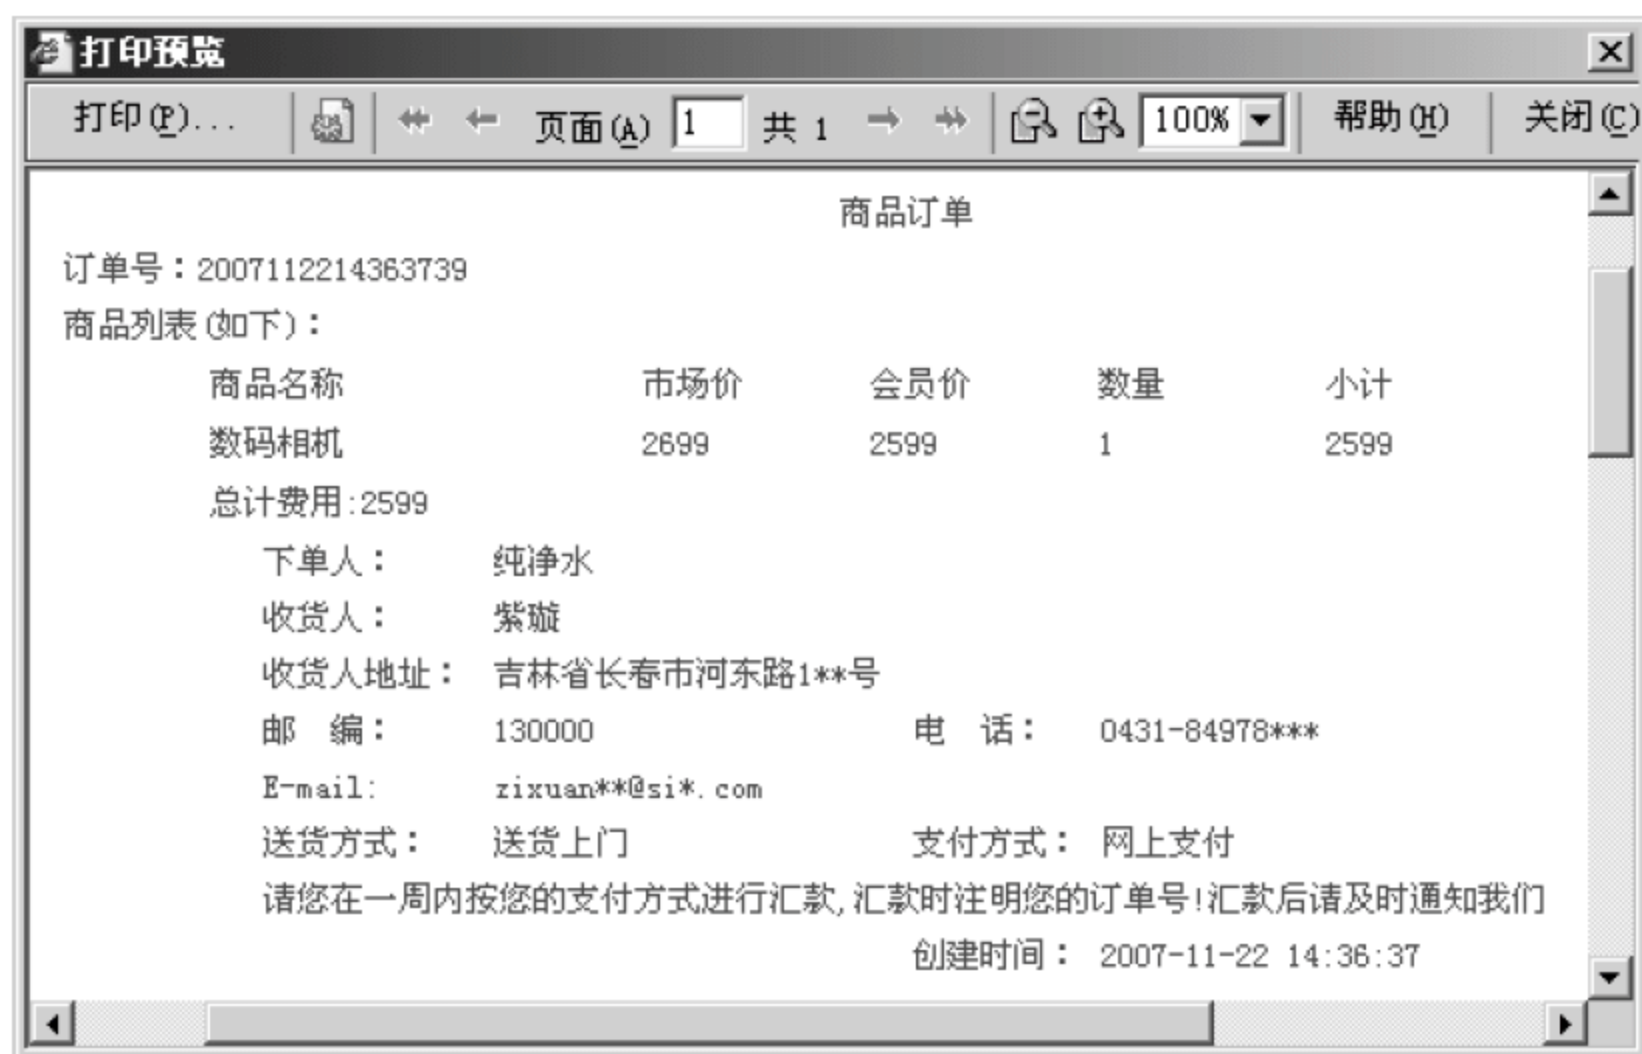 打印预览
打印(P)... 页面(A) 1 共 1 100% 帮助(H) 关闭(C)
商品订单
订单号：2007112214363739
商品列表(如下)：
商品名称 市场价 会员价 数量 小计
数码相机 2699 2599 1 2599
总计费用:2599
下单人： 纯净水
收货人： 紫璇
收货人地址： 吉林省长春市河东路1**号
邮 编： 130000 电 话： 0431-84978***
E-mail: zixuan**@si*.com
送货方式： 送货上门 支付方式： 网上支付
请您在一周内按您的支付方式进行汇款,汇款时注明您的订单号!汇款后请及时通知我们
创建时间： 2007-11-22 14:36:37